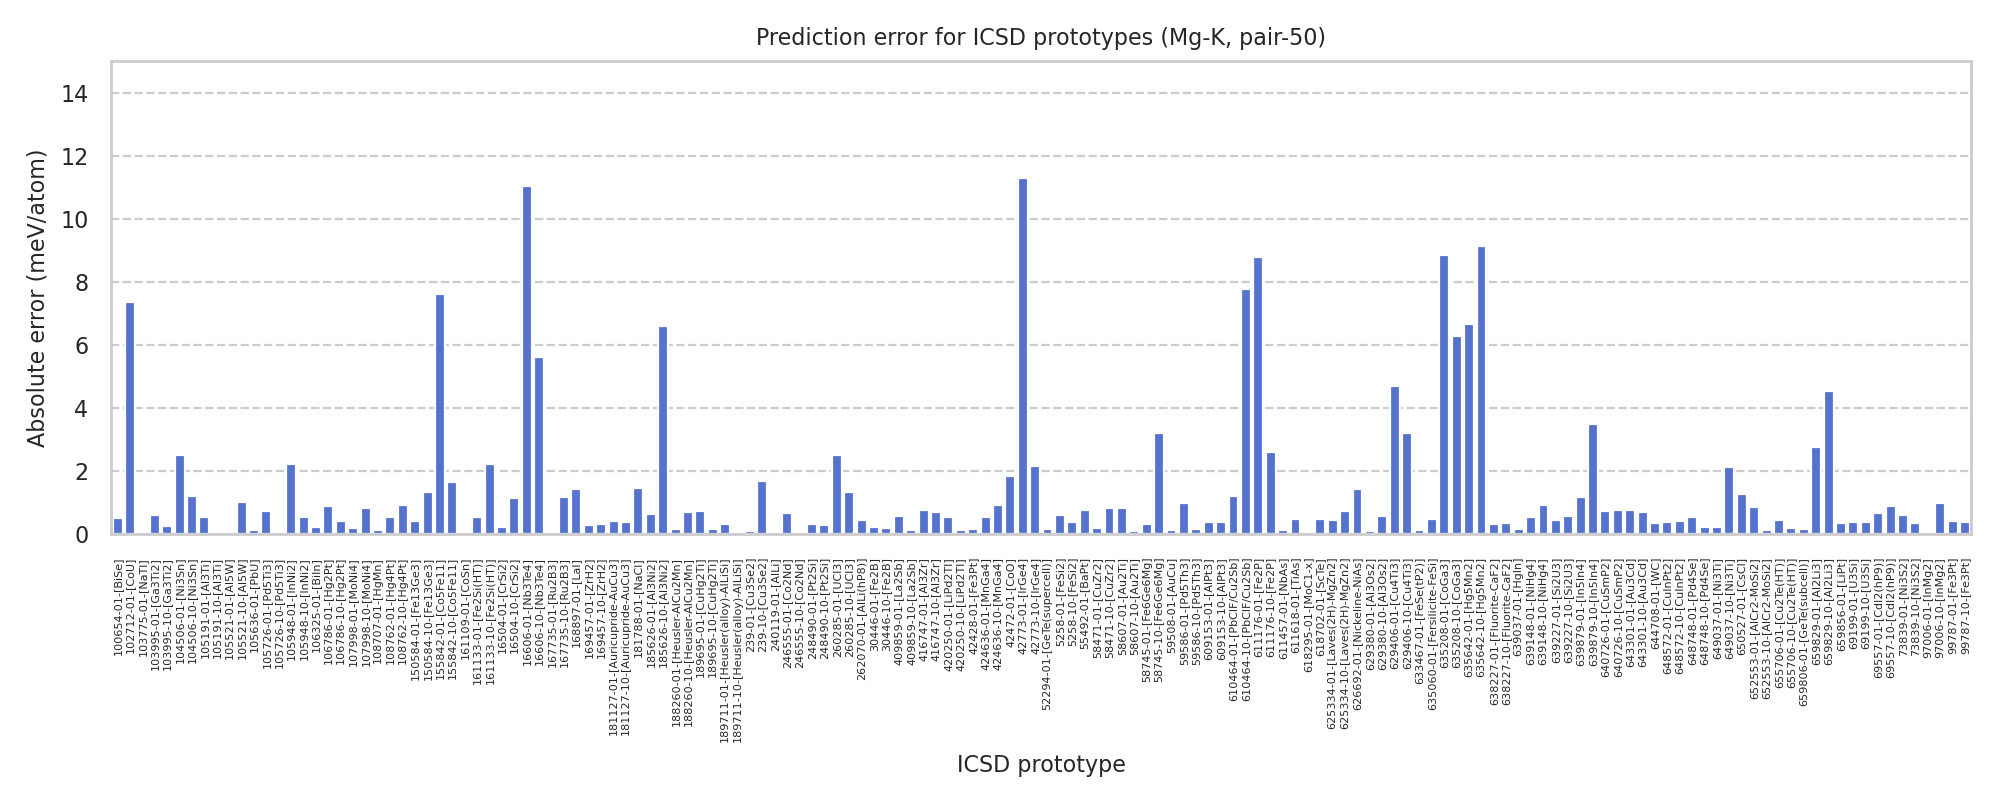 Prediction error for ICSD prototypes (Mg-K, pair-50)
Absolute error (meV/atom)
14
12
10
8
6
4
2
0
100654-01-[BiSe]
102712-01-[CoU]
103775-01-[NaTl]
103995-01-[Ga3Ti2]
103995-10-[Ga3Ti2]
104506-01-[Ni3Sn]
104506-10-[Ni3Sn]
105191-01-[Al3Ti]
105191-10-[Al3Ti]
105521-01-[Al5W]
105521-10-[Al5W]
105636-01-[PbU]
105726-01-[Pd5Ti3]
105726-10-[Pd5Ti3]
105948-01-[InNi2]
105948-10-[InNi2]
106325-01-[BiIn]
106786-01-[Hg2Pt]
106786-10-[Hg2Pt]
107998-01-[MoNi4]
107998-10-[MoNi4]
108707-01-[HgMn]
108762-01-[Hg4Pt]
108762-10-[Hg4Pt]
150584-01-[Fe13Ge3]
150584-10-[Fe13Ge3]
155842-01-[Co5Fe11]
155842-10-[Co5Fe11]
161109-01-[CoSn]
161133-01-[Fe2Si(HT)]
161133-10-[Fe2Si(HT)]
16504-01-[CrSi2]
16504-10-[CrSi2]
16606-01-[Nb3Te4]
16606-10-[Nb3Te4]
167735-01-[Ru2B3]
167735-10-[Ru2B3]
168897-01-[LaI]
169457-01-[ZrH2]
169457-10-[ZrH2]
181127-01-[Auricupride-AuCu3]
181127-10-[Auricupride-AuCu3]
181788-01-[NaCl]
185626-01-[Al3Ni2]
185626-10-[Al3Ni2]
188260-01-[Heusler-AlCu2Mn]
188260-10-[Heusler-AlCu2Mn]
189695-01-[CuHg2Ti]
189695-10-[CuHg2Ti]
189711-01-[Heusler(alloy)-AlLiSi]
189711-10-[Heusler(alloy)-AlLiSi]
239-01-[Cu3Se2]
239-10-[Cu3Se2]
240119-01-[AlLi]
246555-01-[Co2Nd]
246555-10-[Co2Nd]
248490-01-[Pt2Si]
248490-10-[Pt2Si]
260285-01-[UCl3]
260285-10-[UCl3]
262070-01-[AlLi(hP8)]
30446-01-[Fe2B]
30446-10-[Fe2B]
409859-01-[La2Sb]
409859-10-[La2Sb]
416747-01-[Al3Zr]
416747-10-[Al3Zr]
420250-01-[LiPd2Tl]
420250-10-[LiPd2Tl]
42428-01-[Fe3Pt]
424636-01-[MnGa4]
424636-10-[MnGa4]
42472-01-[CoO]
42773-01-[IrGe4]
42773-10-[IrGe4]
52294-01-[GeTe(supercell)]
5258-01-[FeSi2]
5258-10-[FeSi2]
55492-01-[BaPt]
58471-01-[CuZr2]
58471-10-[CuZr2]
58607-01-[Au2Ti]
58607-10-[Au2Ti]
58745-01-[Fe6Ge6Mg]
58745-10-[Fe6Ge6Mg]
59508-01-[AuCu]
59586-01-[Pd5Th3]
59586-10-[Pd5Th3]
609153-01-[AlPt3]
609153-10-[AlPt3]
610464-01-[PbClF/Cu2Sb]
610464-10-[PbClF/Cu2Sb]
611176-01-[Fe2P]
611176-10-[Fe2P]
611457-01-[NbAs]
611618-01-[TiAs]
618295-01-[MoC1-x]
618702-01-[ScTe]
625334-01-[Laves(2H)-MgZn2]
625334-10-[Laves(2H)-MgZn2]
626692-01-[Nickeline-NiAs]
629380-01-[Al3Os2]
629380-10-[Al3Os2]
629406-01-[Cu4Ti3]
629406-10-[Cu4Ti3]
633467-01-[FeSe(tP2)]
635060-01-[Fersilicite-FeSi]
635208-01-[CoGa3]
635208-10-[CoGa3]
635642-01-[Hg5Mn2]
635642-10-[Hg5Mn2]
638227-01-[Fluorite-CaF2]
638227-10-[Fluorite-CaF2]
639037-01-[HgIn]
639148-01-[NiHg4]
639148-10-[NiHg4]
639227-01-[Si2U3]
639227-10-[Si2U3]
639879-01-[In5In4]
639879-10-[In5In4]
640726-01-[CuSmP2]
640726-10-[CuSmP2]
643301-01-[Au3Cd]
643301-10-[Au3Cd]
644708-01-[WC]
648572-01-[CuInPt2]
648572-10-[CuInPt2]
648748-01-[Pd4Se]
648748-10-[Pd4Se]
649037-01-[Ni3Ti]
649037-10-[Ni3Ti]
650527-01-[CsCl]
652553-01-[AlCr2-MoSi2]
652553-10-[AlCr2-MoSi2]
655706-01-[Cu2Te(HT)]
655706-10-[Cu2Te(HT)]
659806-01-[GeTe(subcell)]
659829-01-[Al2Li3]
659829-10-[Al2Li3]
659856-01-[LiPt]
69199-01-[U3Si]
69199-10-[U3Si]
69557-01-[CdI2(hP9)]
69557-10-[CdI2(hP9)]
73839-01-[Ni3S2]
73839-10-[Ni3S2]
97006-01-[InMg2]
97006-10-[InMg2]
99787-01-[Fe3Pt]
99787-10-[Fe3Pt]
ICSD prototype